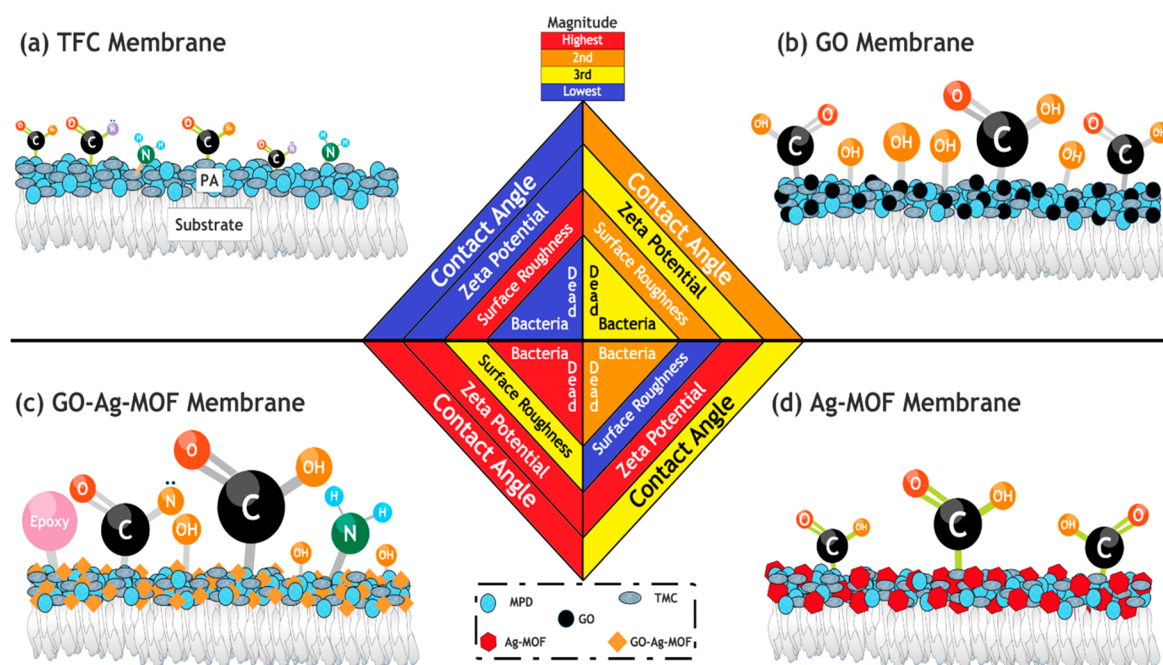 Magnitude
Highest
2nd
3rd
Lowest
(a) TFC Membrane
O
C
O
C
N̈
H
H
N
O
C
C
N̈
H
H
N
PA
Substrate
(b) GO Membrane
OH
O
C
OH
OH
OH
O
OH
C
OH
O
OH
C
Contact Angle
Zeta Potential
Surface Roughness
Dead
Bacteria
Contact Angle
Zeta Potential
Surface Roughness
Dead
Bacteria
(c) GO-Ag-MOF Membrane
Epoxy
O
N̈
C
OH
O
OH
C
OH
H
H
N
OH
Bacteria
Dead
Surface Roughness
Zeta Potential
Contact Angle
Bacteria
Dead
Surface Roughness
Zeta Potential
Contact Angle
(d) Ag-MOF Membrane
O
OH
C
O
OH
C
OH
O
C
MPD
TMC
GO
Ag-MOF
GO-Ag-MOF